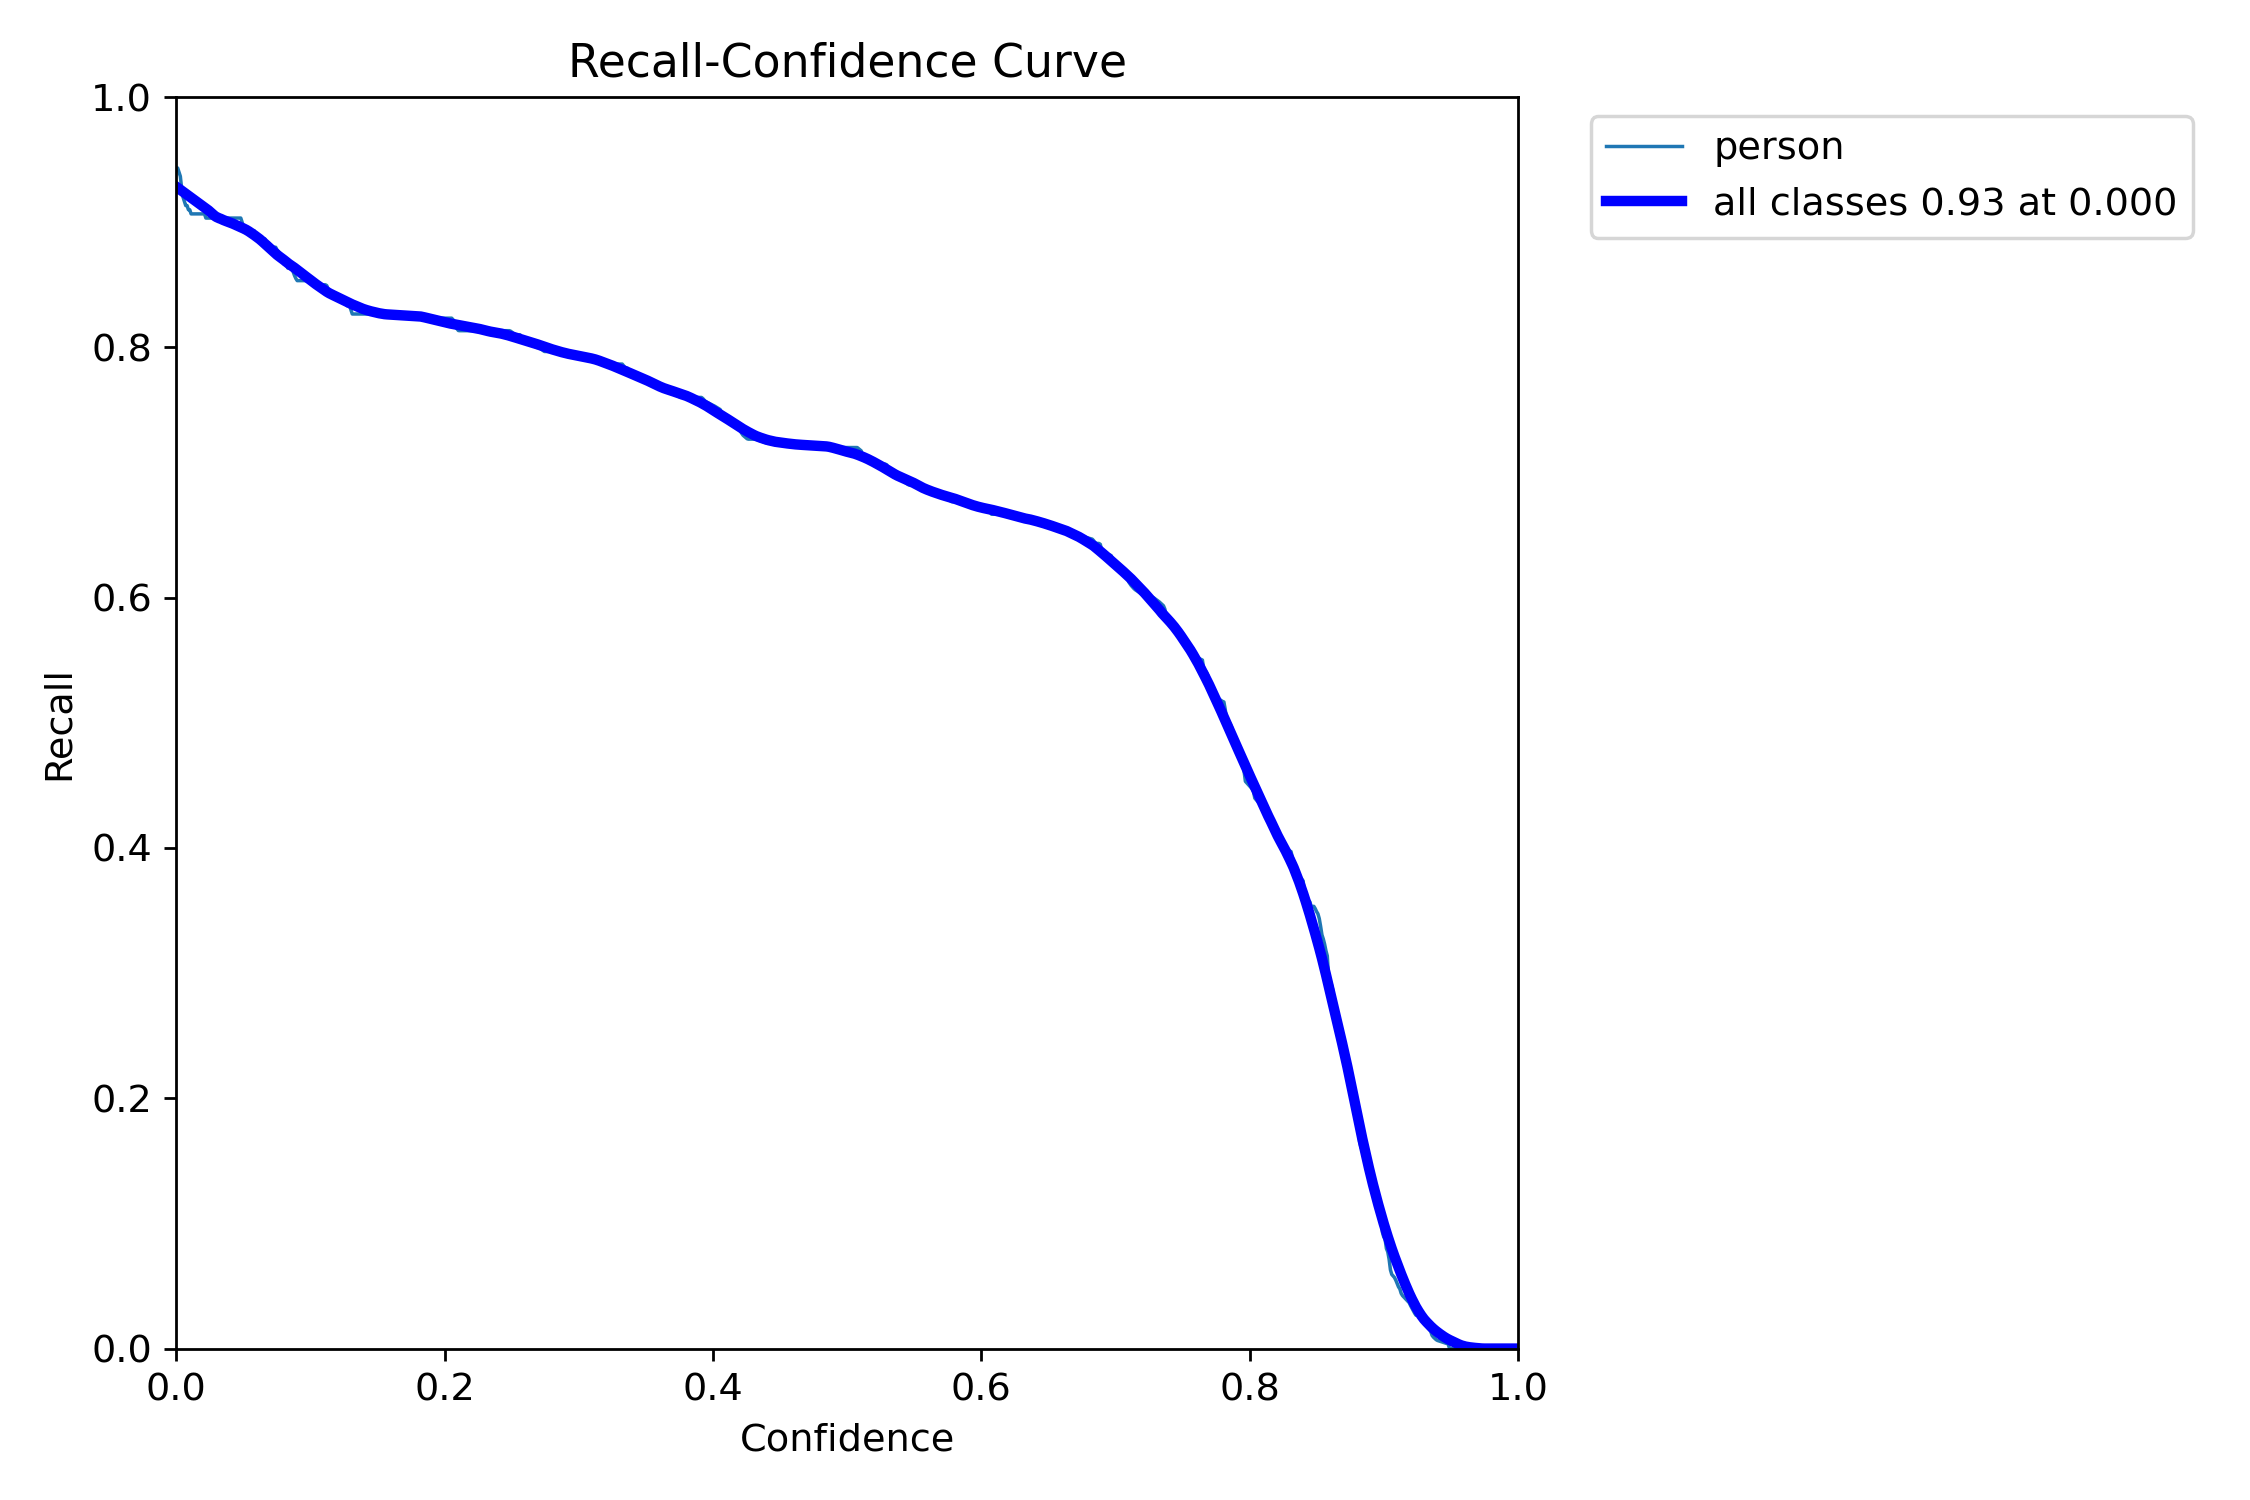 Recall-Confidence Curve
1.0
0.8
0.6
0.4
0.2
0.0
Recall
0.0 0.2 0.4 0.6 0.8 1.0
Confidence
person
all classes 0.93 at 0.000